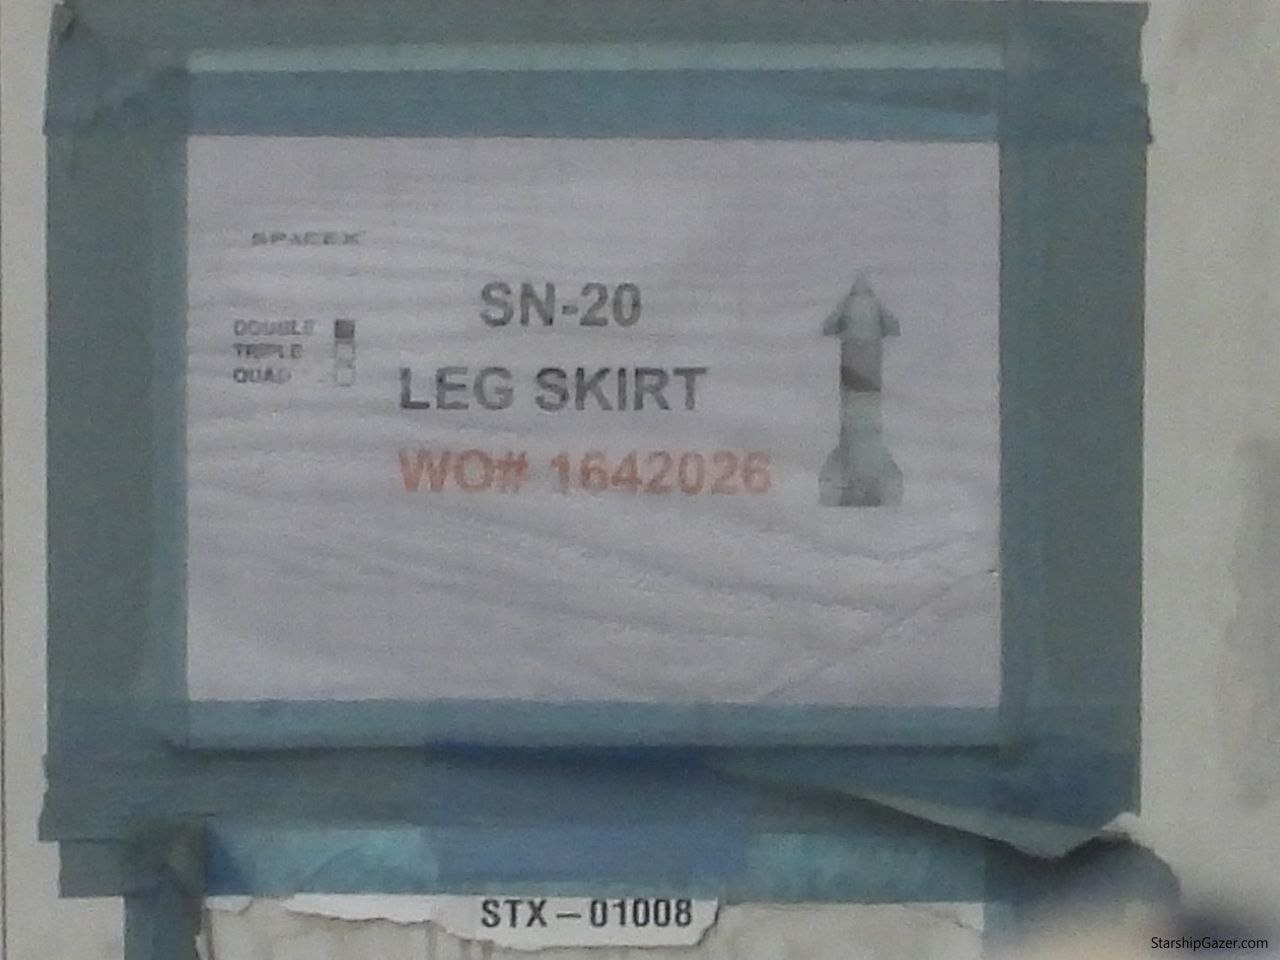 SPACEX
SN-20
DOUBLE
TRIPLE
QUAD
LEG SKIRT
WO# 1642026
STX-01008
StarshipGazer.com